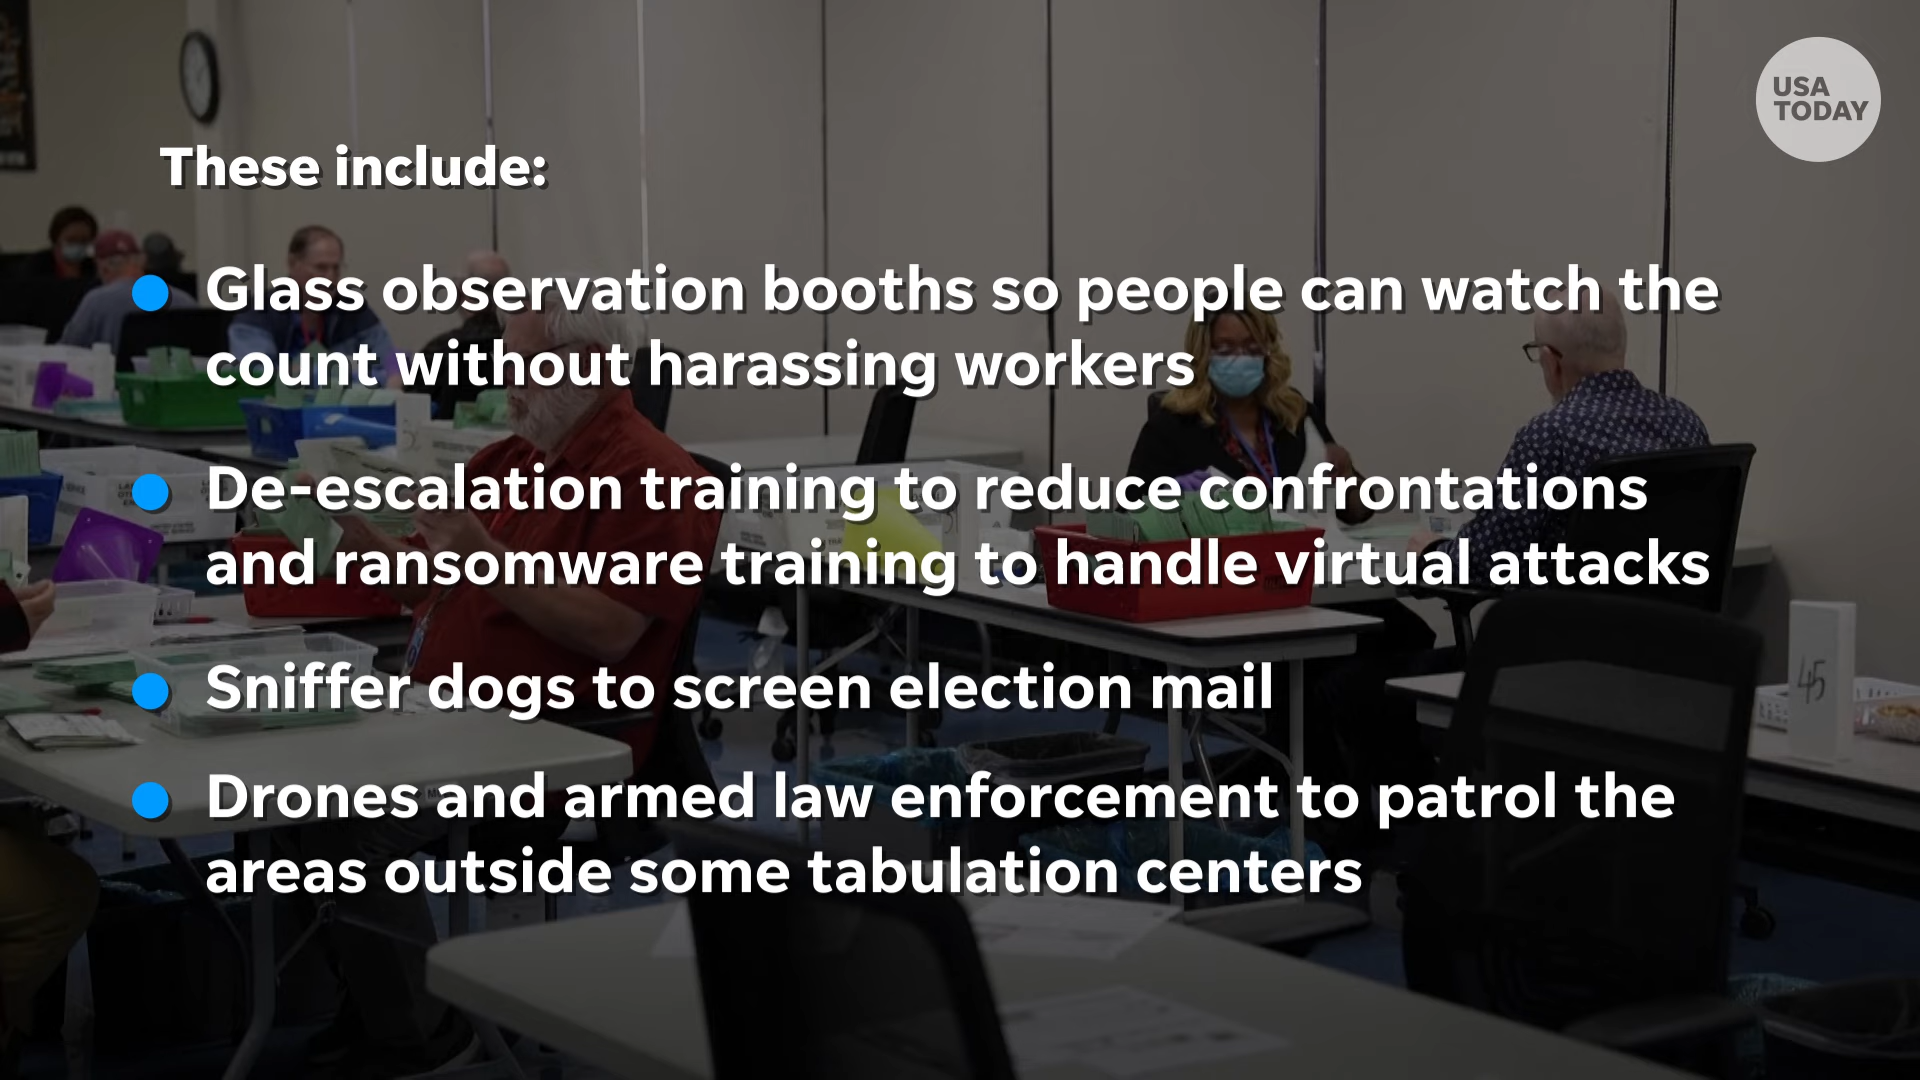 USA
TODAY
These include:
Glass observation booths so people can watch the
count without harassing workers
De-escalation training to reduce confrontations
and ransomware training to handle virtual attacks
Sniffer dogs to screen election mail
Drones and armed law enforcement to patrol the
areas outside some tabulation centers
45